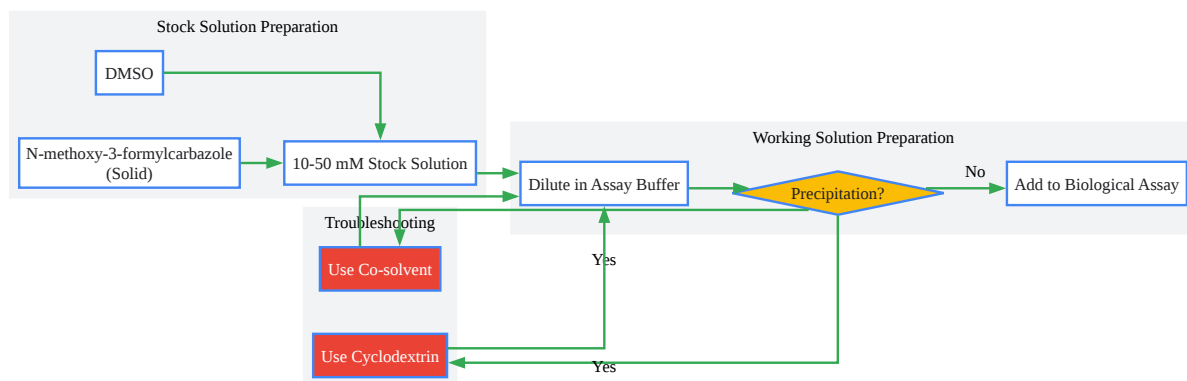 Stock Solution Preparation
DMSO
N-methoxy-3-formylcarbazole
(Solid)
10-50 mM Stock Solution
Working Solution Preparation
Dilute in Assay Buffer
Precipitation?
No
Add to Biological Assay
Troubleshooting
Use Co-solvent
Yes
Use Cyclodextrin
Yes